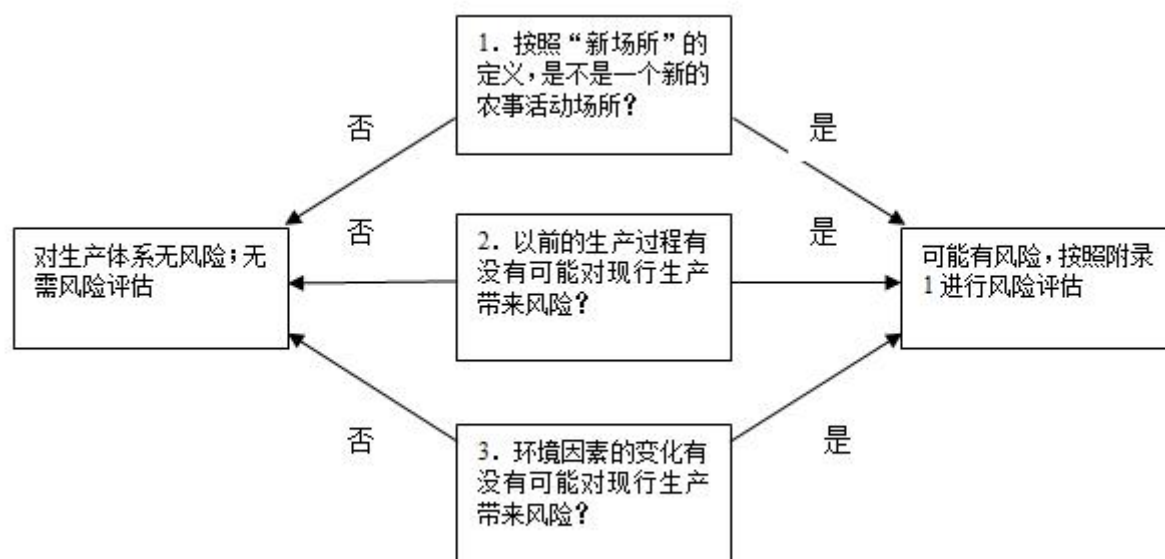 1．按照“新场所”的
定义，是不是一个新的
农事活动场所？
否
是
对生产体系无风险；无
需风险评估
否
2．以前的生产过程有
没有可能对现行生产
带来风险？
是
可能有风险，按照附录
1 进行风险评估
否
3．环境因素的变化有
没有可能对现行生产
带来风险？
是